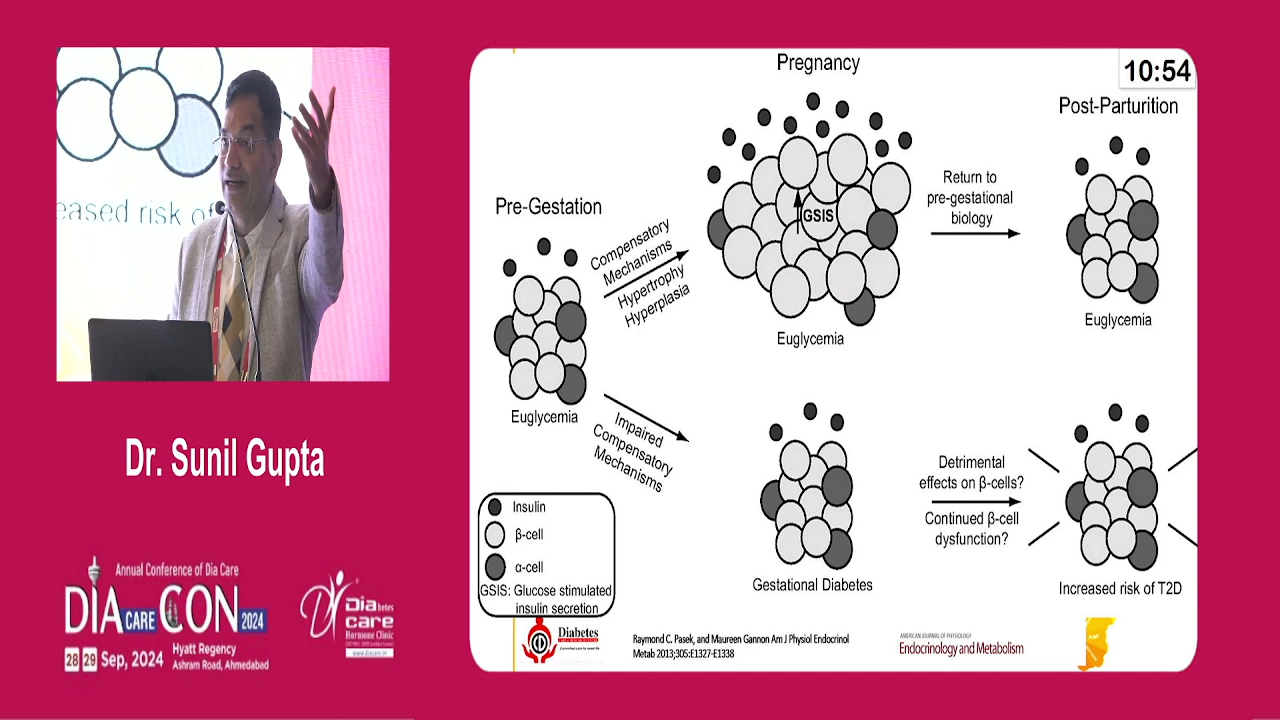 eased risk of
Dr. Sunil Gupta
Annual Conference of Dia Care
DIA CARE CON 2024
28 29 Sep, 2024
Hyatt Regency
Ashram Road, Ahmedabad
Diabetes
care
Hormone Clinic
www.diacare.in
10:54
Pregnancy
Post-Parturition
Pre-Gestation
Compensatory
Mechanisms
Hypertrophy
Hyperplasia
GSIS
Return to
pre-gestational
biology
Euglycemia
Euglycemia
Euglycemia
Impaired
Compensatory
Mechanisms
Detrimental
effects on β-cells?
Continued β-cell
dysfunction?
Gestational Diabetes
Increased risk of T2D
Insulin
β-cell
α-cell
GSIS: Glucose stimulated
insulin secretion
Diabetes
Raymond C. Pasek, and Maureen Gannon Am J Physiol Endocrinol
Metab 2013;305:E1327-E1338
AMERICAN JOURNAL OF PHYSIOLOGY
Endocrinology and Metabolism